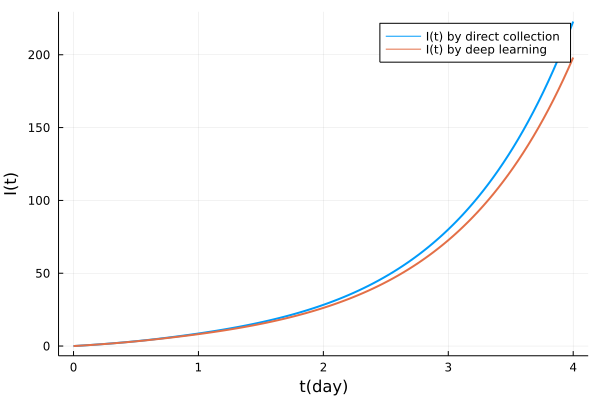 I(t) by direct collection
I(t) by deep learning
I(t)
200
150
100
50
0
0 1 2 3 4
t(day)